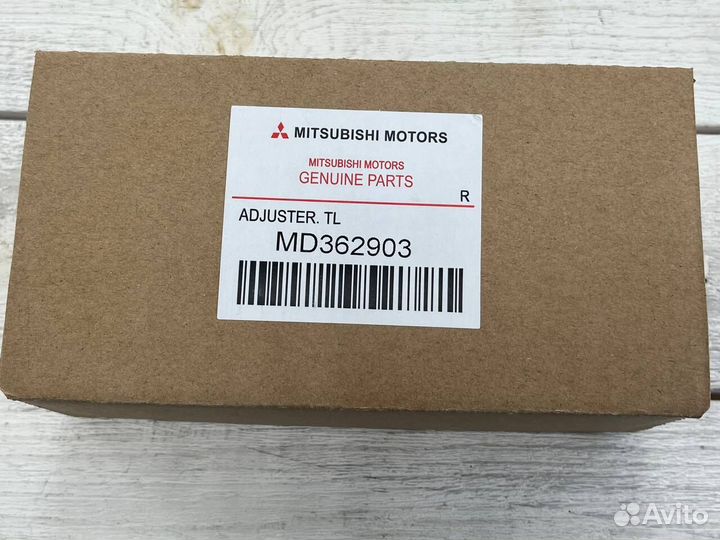 MITSUBISHI MOTORS
MITSUBISHI MOTORS
GENUINE PARTS
R
ADJUSTER. TL
MD362903
Avito